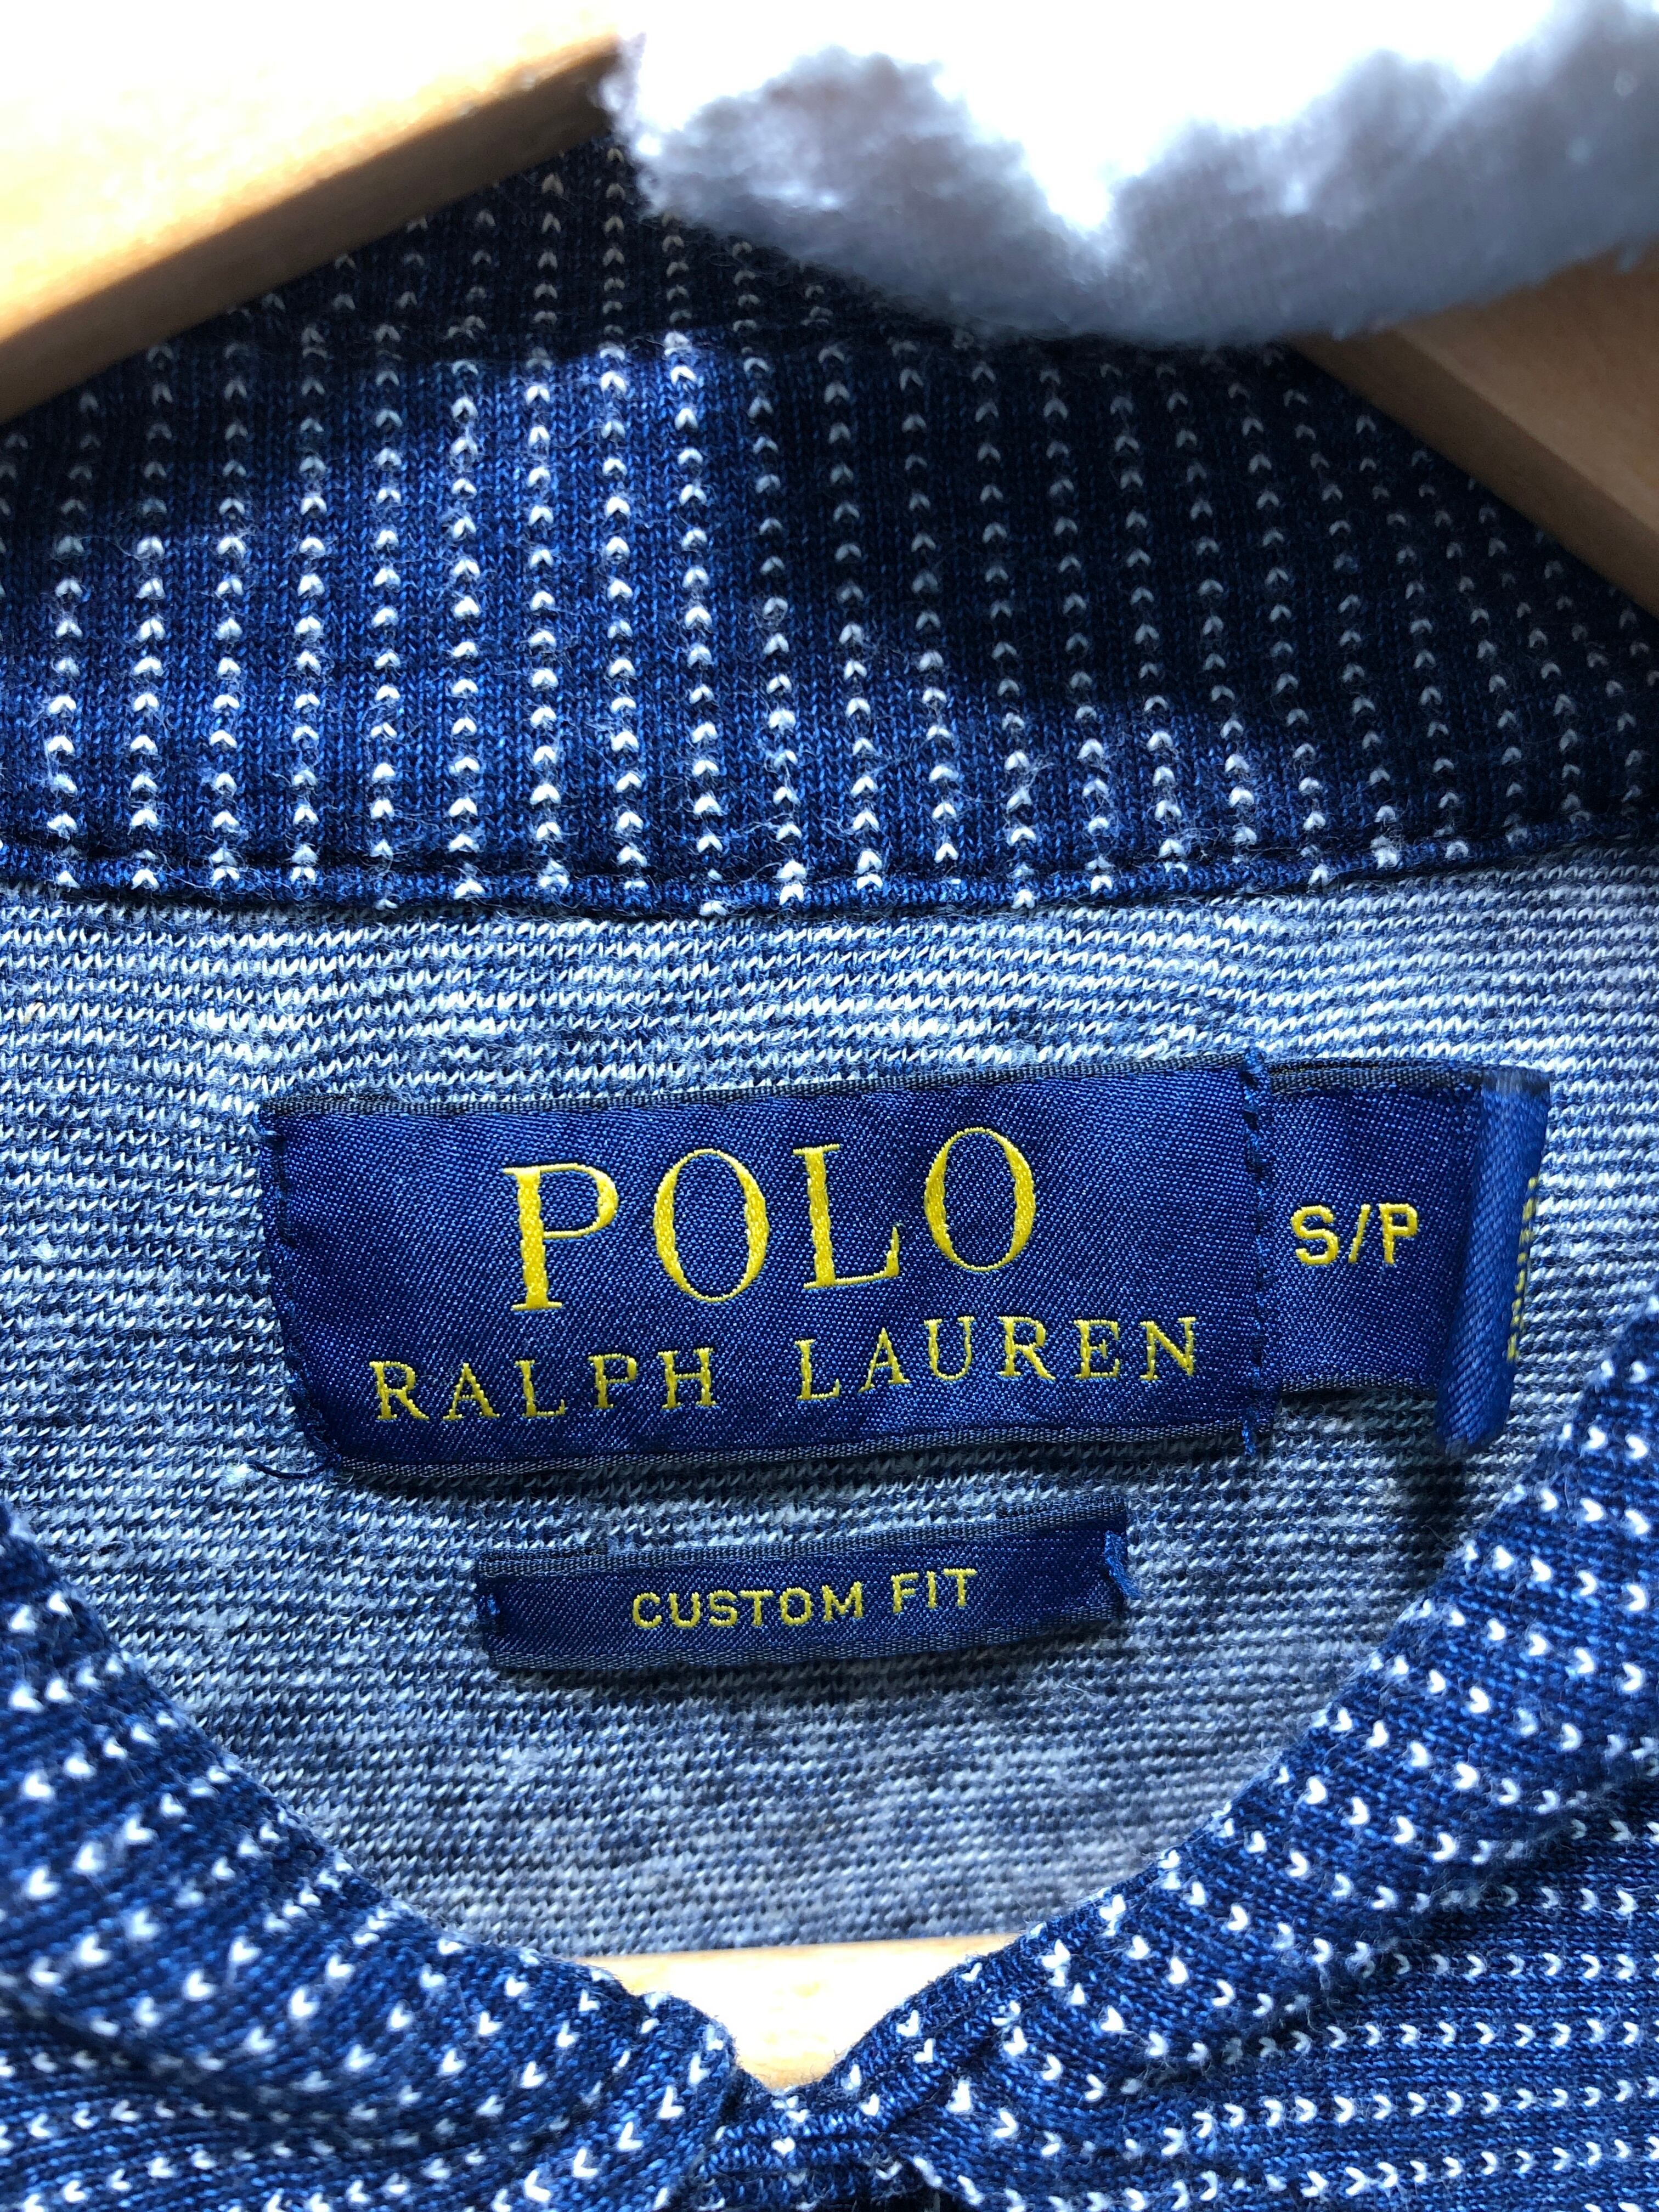 POLO
RALPH LAUREN
S/P
CUSTOM FIT